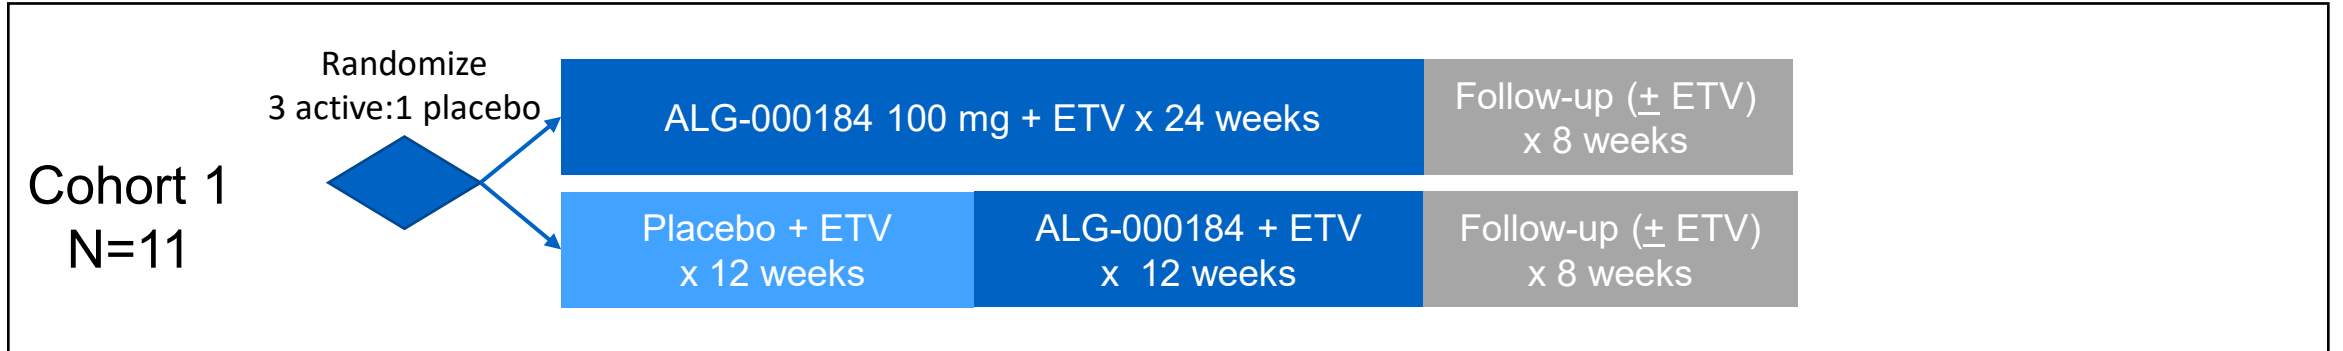 Randomize
3 active:1 placebo
Cohort 1
N=11
ALG-000184 100 mg + ETV x 24 weeks
Follow-up (+ ETV)
x 8 weeks
Placebo + ETV
x 12 weeks
ALG-000184 + ETV
x 12 weeks
Follow-up (+ ETV)
x 8 weeks